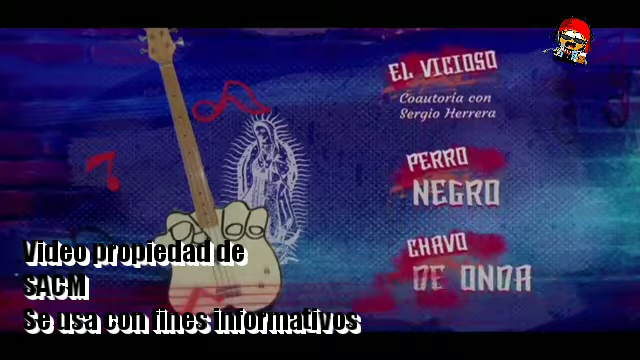 EL VICIOSO
Coautoría con
Sergio Herrera
PERRO
NEGRO
CHAVO
DE ONDA
Video propiedad de
SACM
Se usa con fines informativos